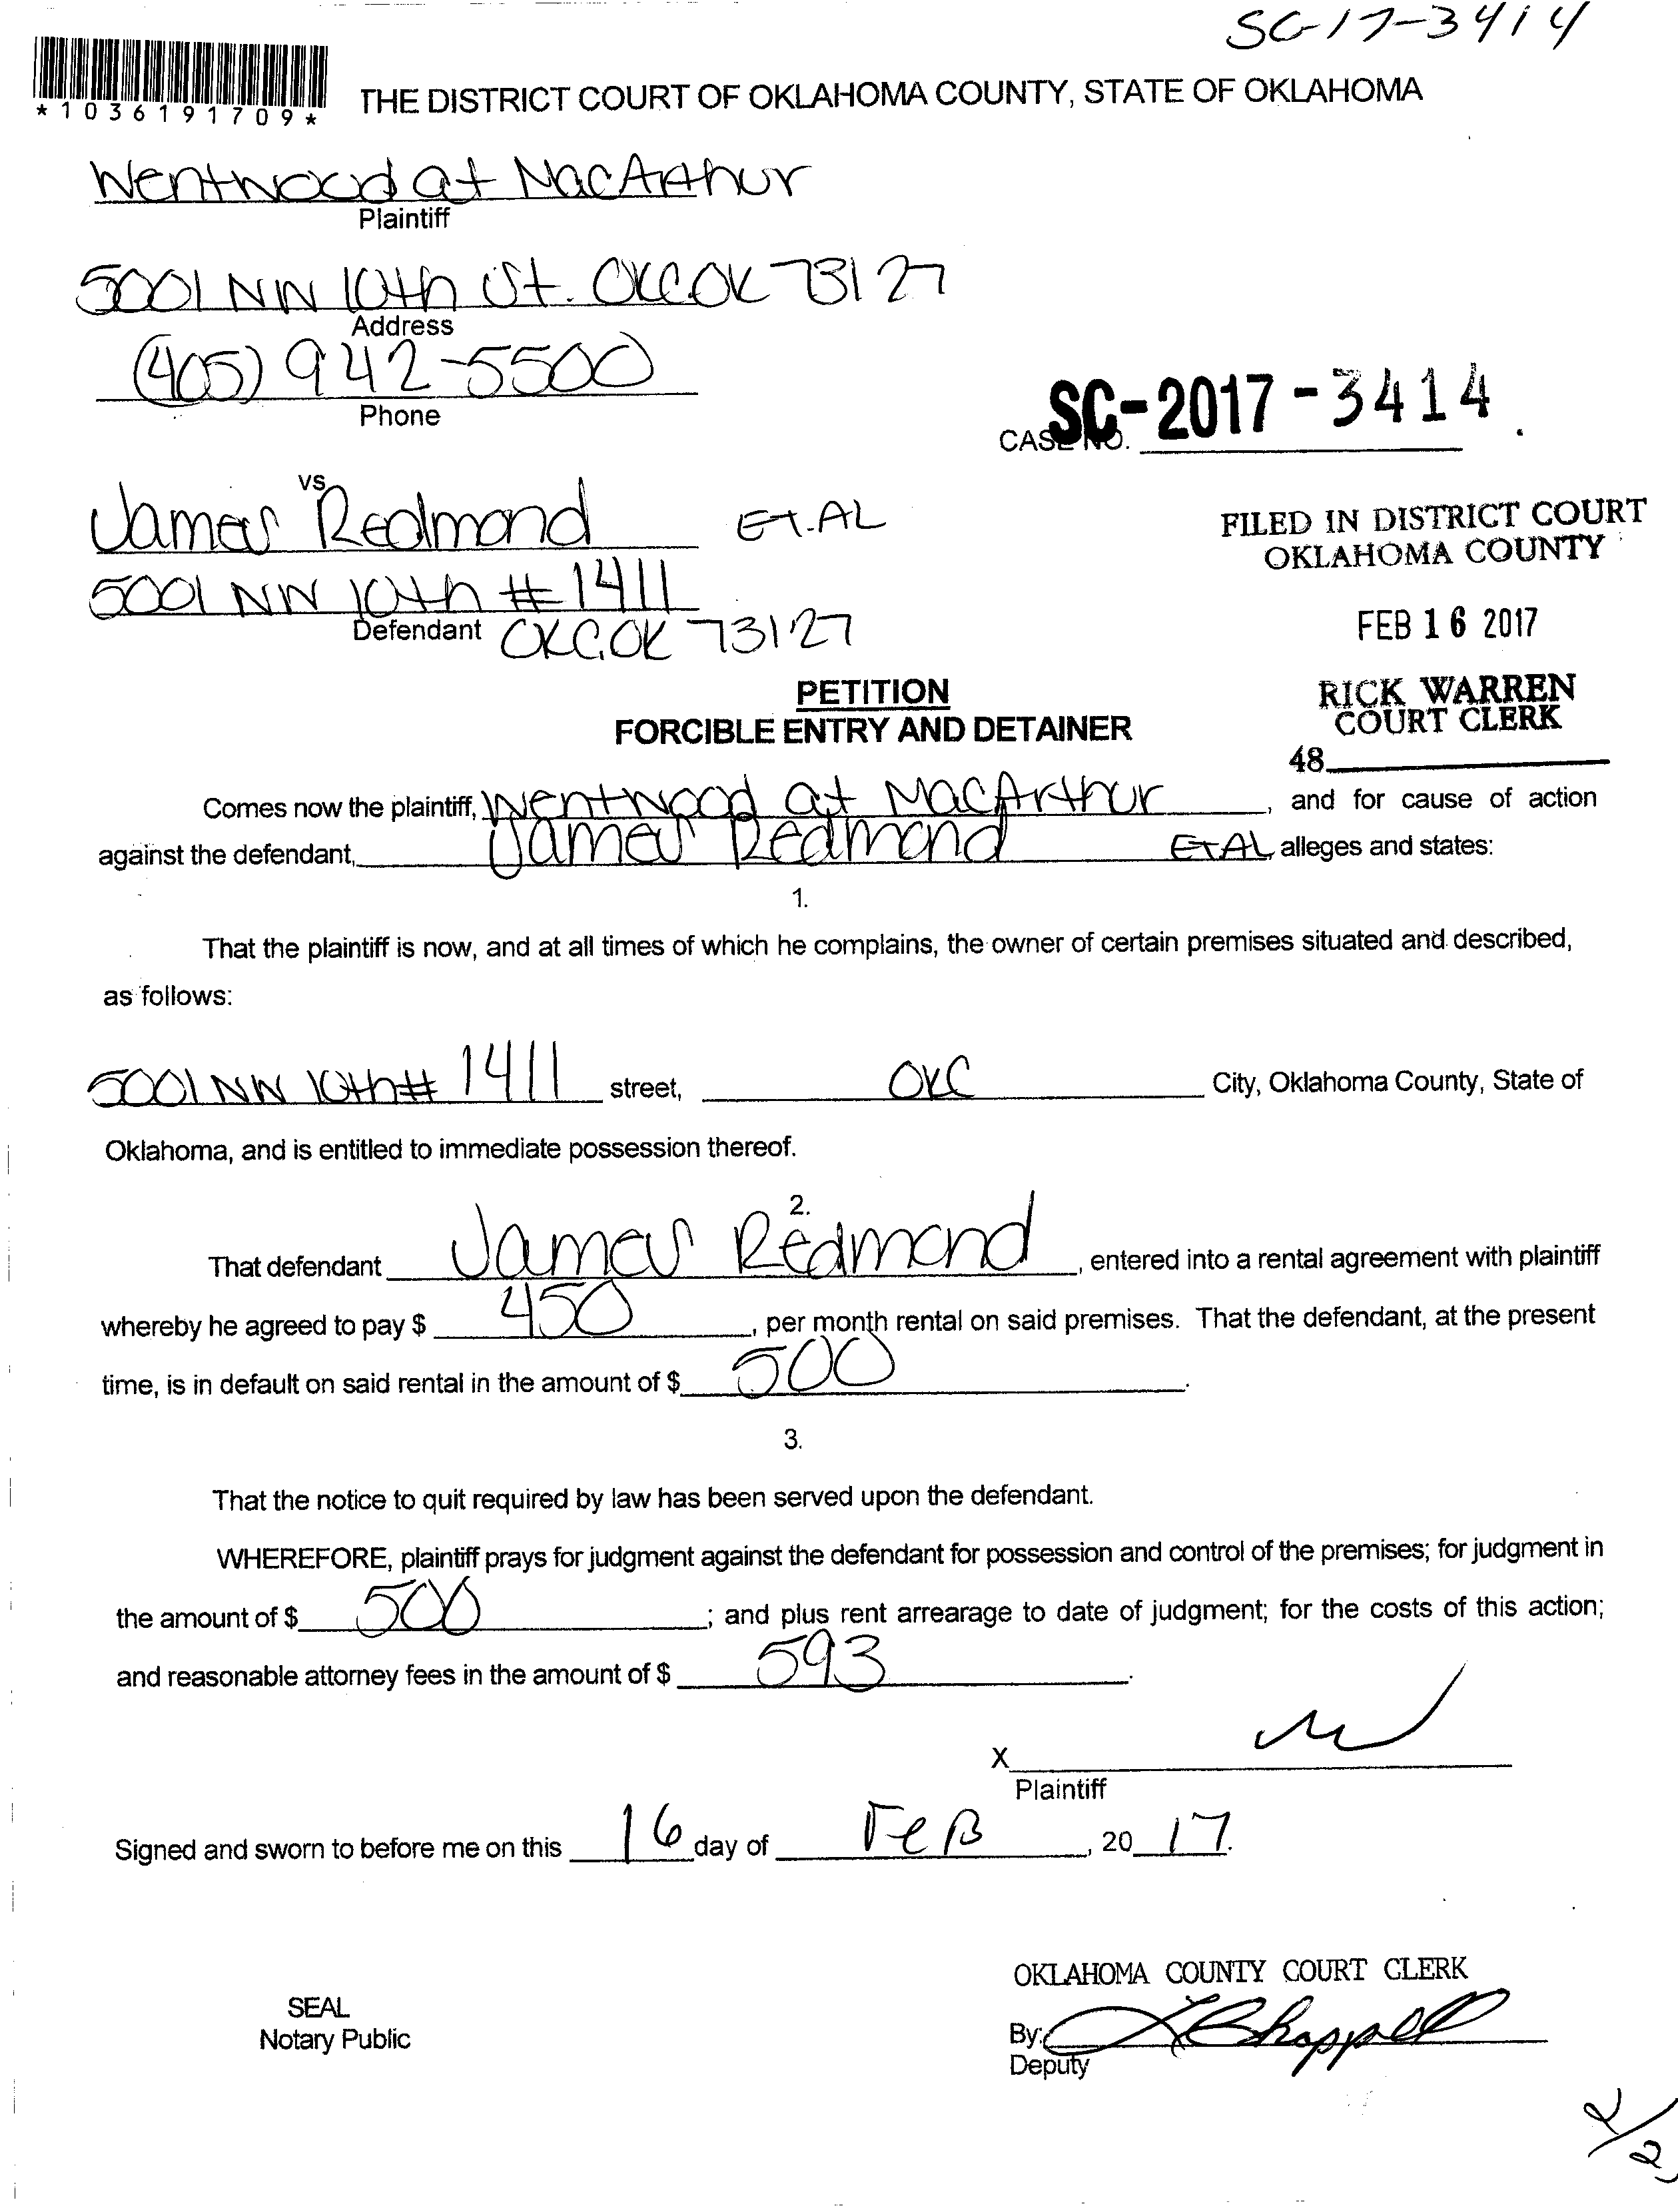 SC-17-3414
*1036191709*
THE DISTRICT COURT OF OKLAHOMA COUNTY, STATE OF OKLAHOMA
Wentwood at MacArthur
Plaintiff
5001 NW 10th St. OKC OK 73127
Address
(405) 942-5500
Phone
CASE NO. SC-2017-3414
vs
James Redmond ET.AL
5001 NW 10th #1411
Defendant OKC, OK 73127
FILED IN DISTRICT COURT
OKLAHOMA COUNTY
FEB 16 2017
RICK WARREN
COURT CLERK
48
PETITION
FORCIBLE ENTRY AND DETAINER
Comes now the plaintiff, Wentwood at MacArthur, and for cause of action
against the defendant, James Redmond ET AL, alleges and states:
1.
That the plaintiff is now, and at all times of which he complains, the owner of certain premises situated and described,
as follows:
5001 NW 10th # 1411 street, OKC City, Oklahoma County, State of
Oklahoma, and is entitled to immediate possession thereof.
2.
That defendant James Redmond, entered into a rental agreement with plaintiff
whereby he agreed to pay $ 450, per month rental on said premises. That the defendant, at the present
time, is in default on said rental in the amount of $ 500.
3.
That the notice to quit required by law has been served upon the defendant.
WHEREFORE, plaintiff prays for judgment against the defendant for possession and control of the premises; for judgment in
the amount of $ 500; and plus rent arrearage to date of judgment; for the costs of this action;
and reasonable attorney fees in the amount of $ 593.
X
Plaintiff
Signed and sworn to before me on this 16 day of FeB, 20 17.
OKLAHOMA COUNTY COURT CLERK
SEAL
Notary Public
By: Chappell
Deputy